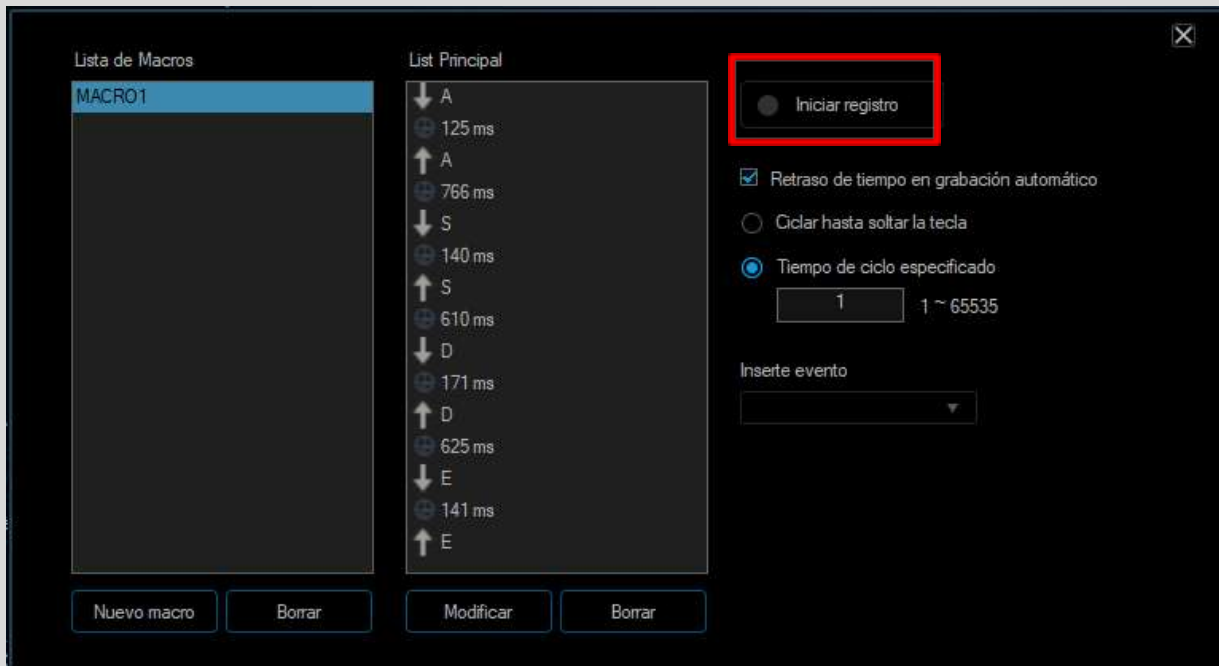 Lista de Macros
MACRO1
Nuevo macro
Borrar
List Principal
A
125 ms
A
766 ms
S
140 ms
S
610 ms
D
171 ms
D
625 ms
E
141 ms
E
Modificar
Borrar
Iniciar registro
Retraso de tiempo en grabación automático
Ciclar hasta soltar la tecla
Tiempo de ciclo especificado
1 1 ~ 65535
Inserte evento